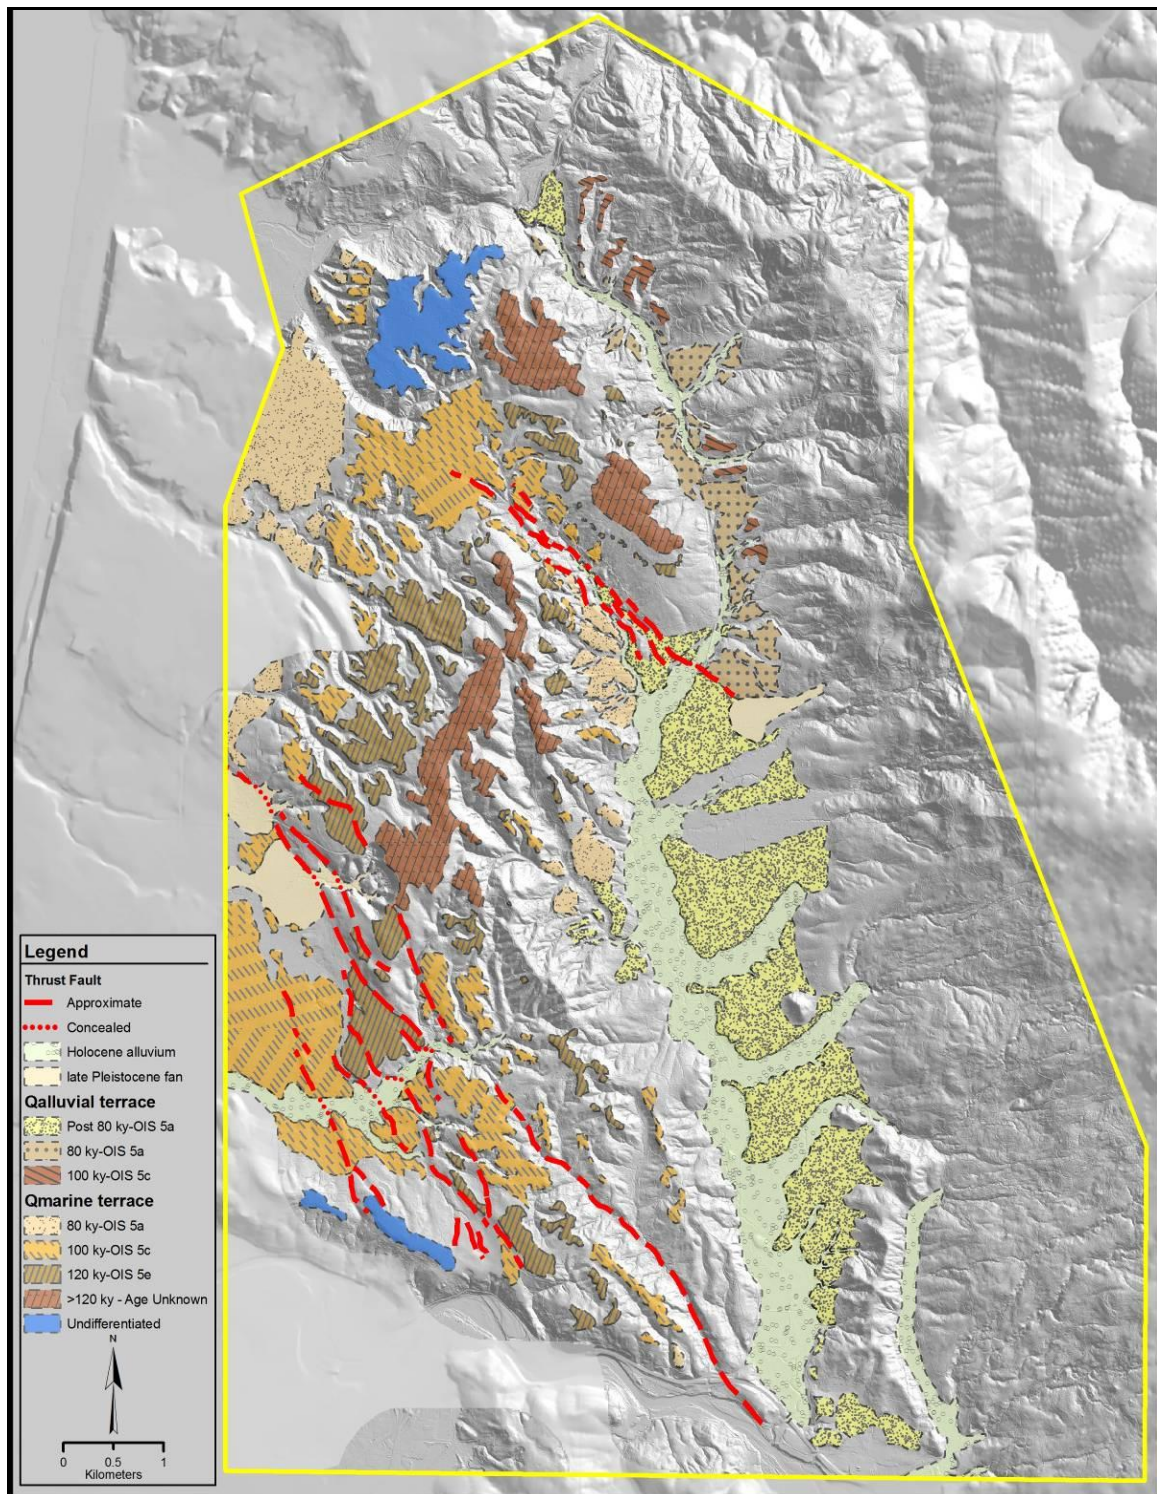 Legend
Thrust Fault
Approximate
Concealed
Holocene alluvium
late Pleistocene fan
Qalluvial terrace
Post 80 ky-OIS 5a
80 ky-OIS 5a
100 ky-OIS 5c
Qmarine terrace
80 ky-OIS 5a
100 ky-OIS 5c
120 ky-OIS 5e
>120 ky - Age Unknown
Undifferentiated
N
0 0.5 1
Kilometers